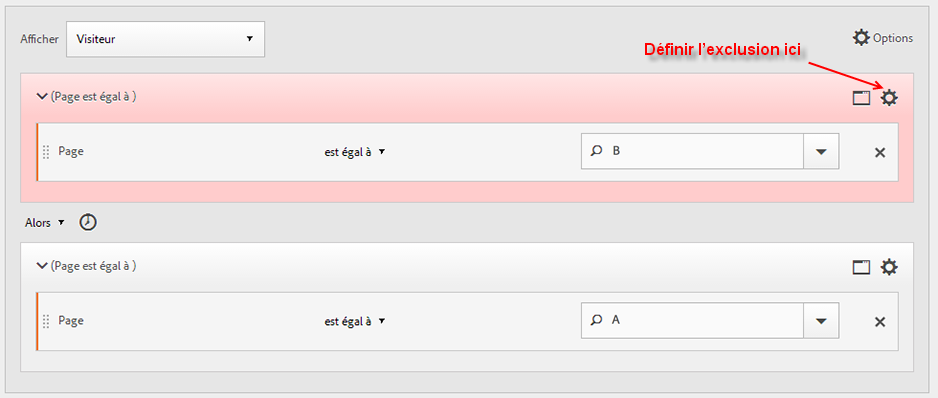 Afficher Visiteur Options
Définir l'exclusion ici
(Page est égal à )
Page est égal à B
Alors
(Page est égal à )
Page est égal à A